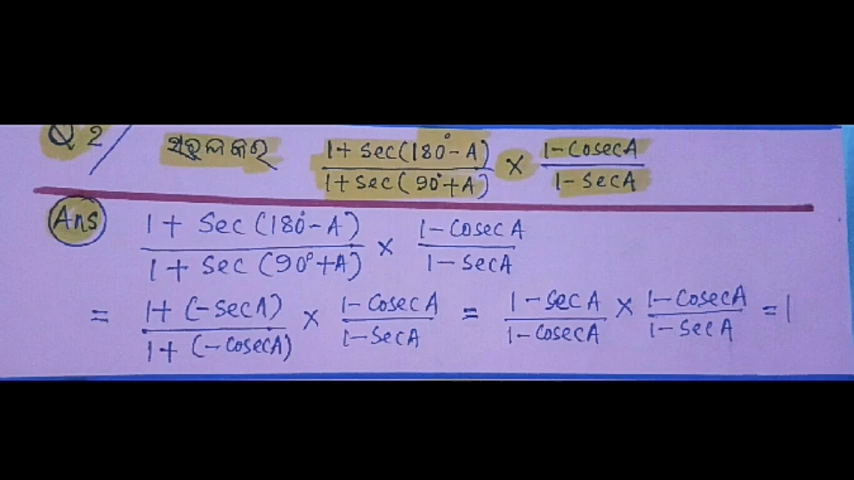 Q 2/ ସରଳ କର 1+ Sec(180°-A) / 1+ Sec(90°+A) × 1-CosecA / 1-SecA
Ans 1+ Sec(180°-A) / 1+ Sec(90°+A) × 1-CosecA / 1-SecA
= 1+(-SecA) / 1+(-CosecA) × 1-CosecA / 1-SecA = 1-SecA / 1-CosecA × 1-CosecA / 1-SecA = 1